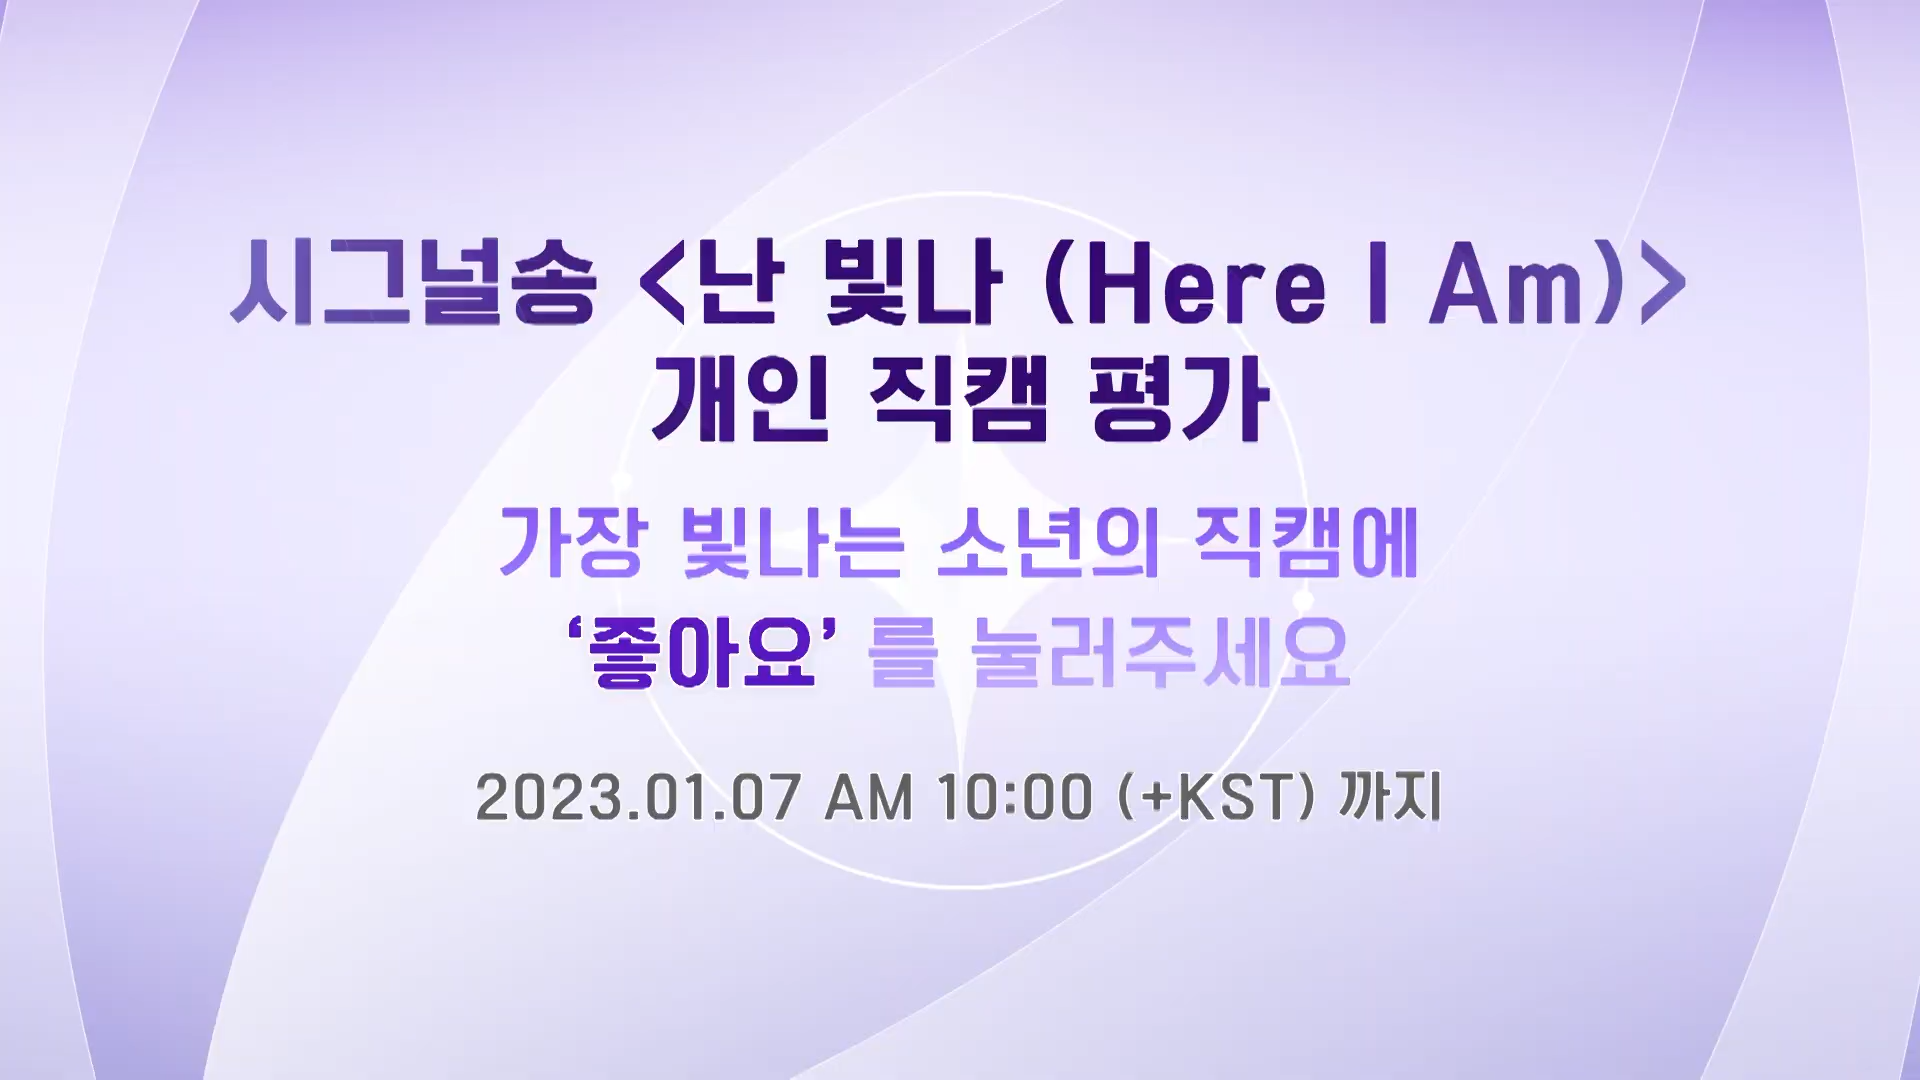 시그널송 <난 빛나 (Here I Am)>
개인 직캠 평가
가장 빛나는 소년의 직캠에
‘좋아요’ 를 눌러주세요
2023.01.07 AM 10:00 (+KST) 까지